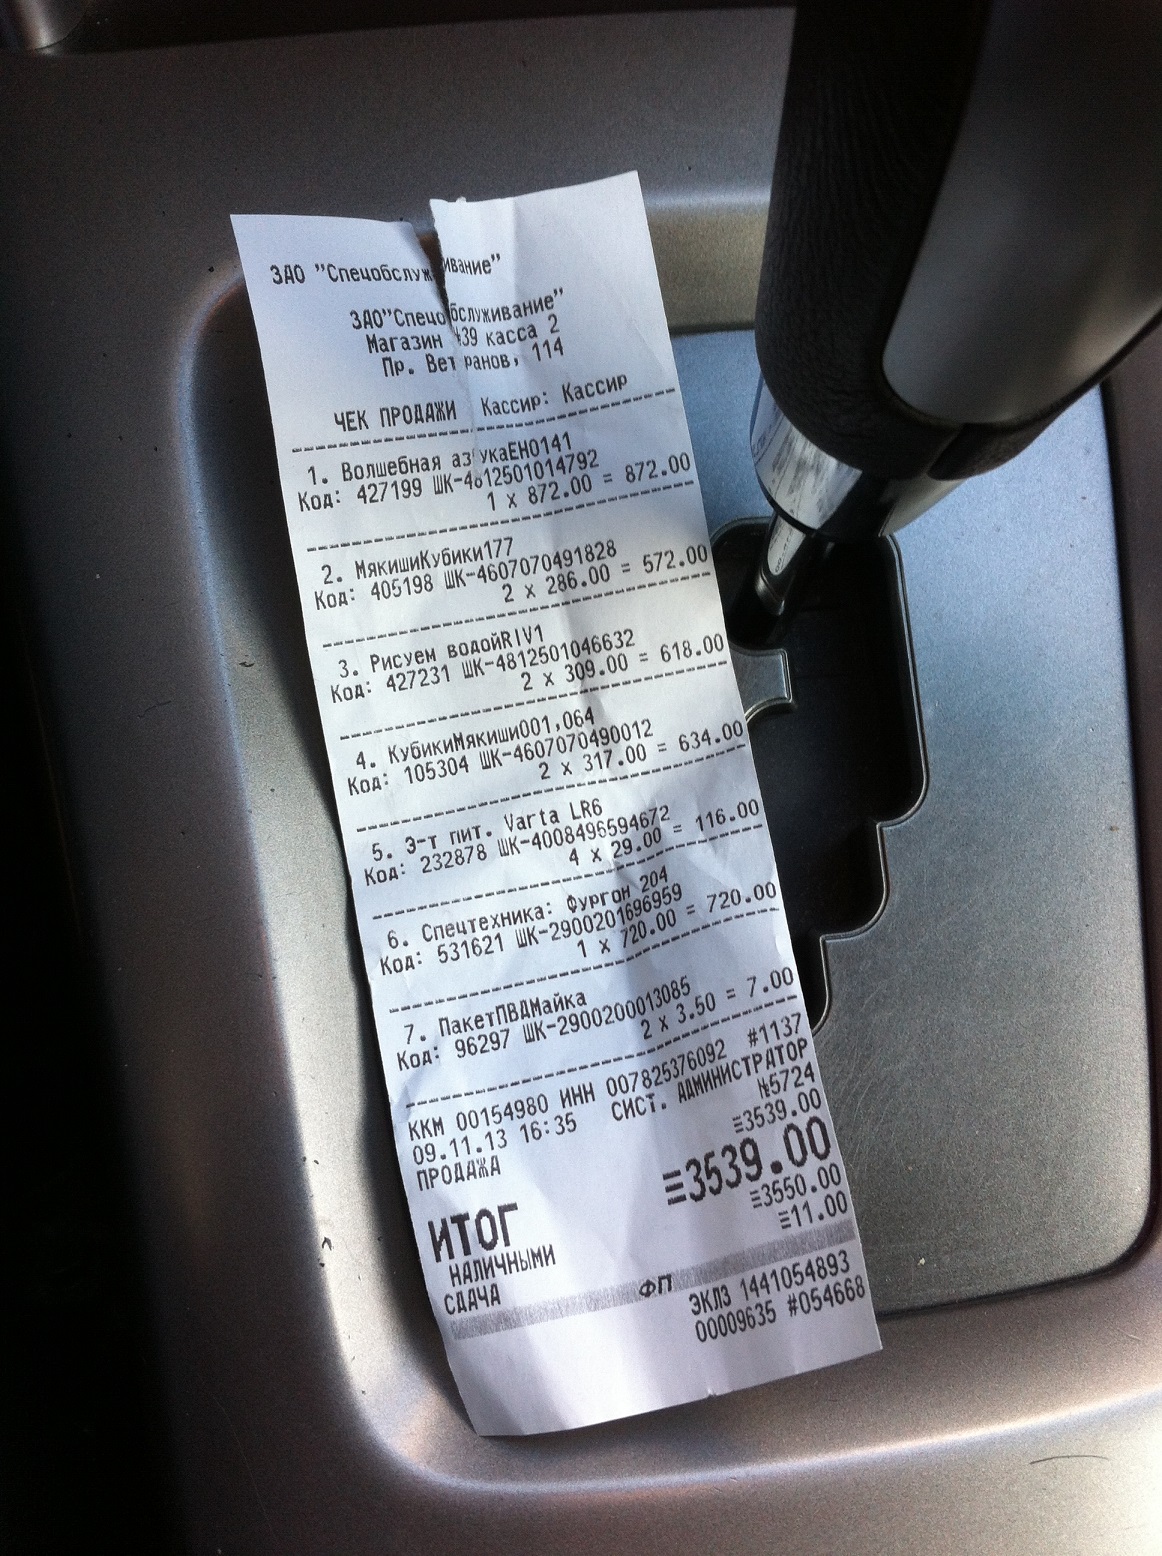 ЗАО "Спецобслуживание"
ЗАО"Спецобслуживание"
Магазин 39 касса 2
Пр. Ветранов, 114
ЧЕК ПРОДАЖИ Кассир: Кассир
1. Волшебная азбукаЕН0141
Код: 427199 ШК-4812501014792
1 X 872.00 = 872.00
2. МякишиКубики177
Код: 405198 ШК-4607070491828
2 X 286.00 = 572.00
3. Рисуем водойRIV1
Код: 427231 ШК-4812501046632
2 X 309.00 = 618.00
4. КубикиМякиши001,064
Код: 105304 ШК-4607070490012
2 X 317.00 = 634.00
5. Э-т пит. Varta LR6
Код: 232878 ШК-4008496594672
4 X 29.00 = 116.00
6. Спецтехника: Фургон 204
Код: 531621 ШК-2900201696959
1 X 720.00 = 720.00
7. ПакетПВДМайка
Код: 96297 ШК-2900200013085
2 X 3.50 = 7.00
ККМ 00154980 ИНН 007825376092 #1137
09.11.13 16:35 СИСТ. АДМИНИСТРАТОР
ПРОДАЖА №5724
≡3539.00
ИТОГ ≡3539.00
НАЛИЧНЫМИ ≡3550.00
СДАЧА ≡11.00
ФП
ЭКЛЗ 1441054893
00009635 #054668